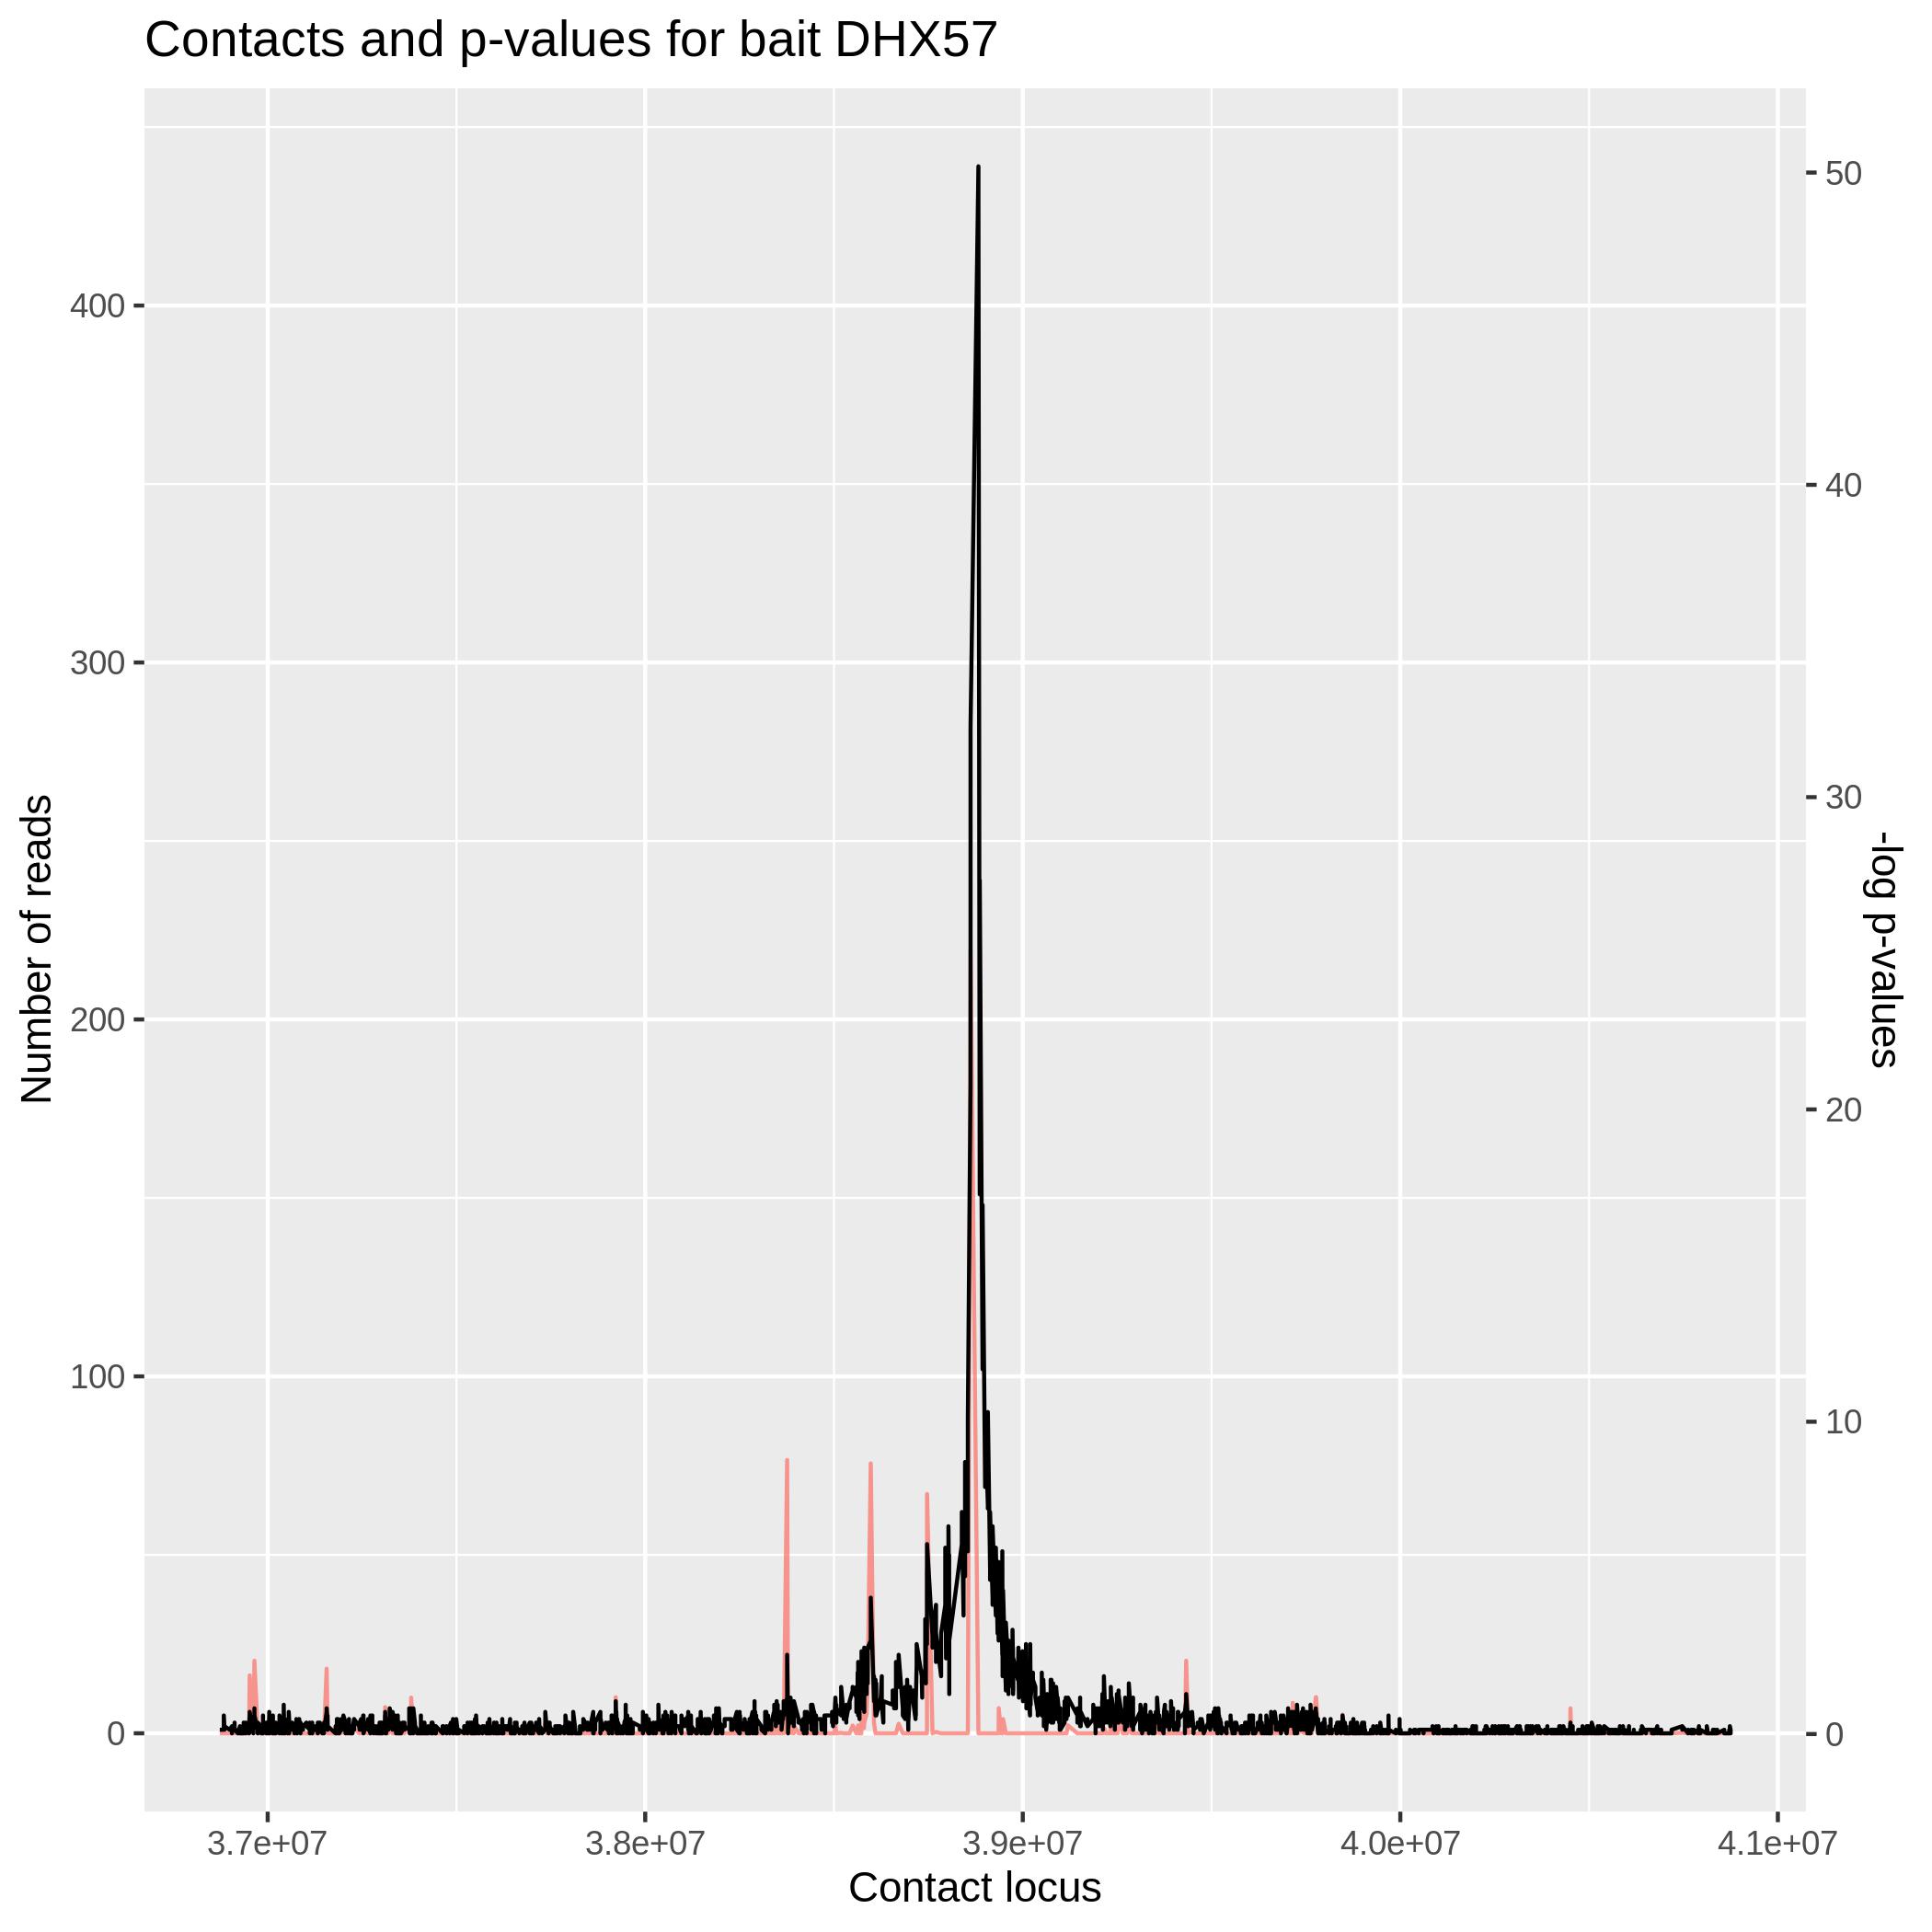 Contacts and p-values for bait DHX57
Number of reads
400
300
200
100
0
50
40
30
20
10
0
-log p-values
3.7e+07 3.8e+07 3.9e+07 4.0e+07 4.1e+07
Contact locus